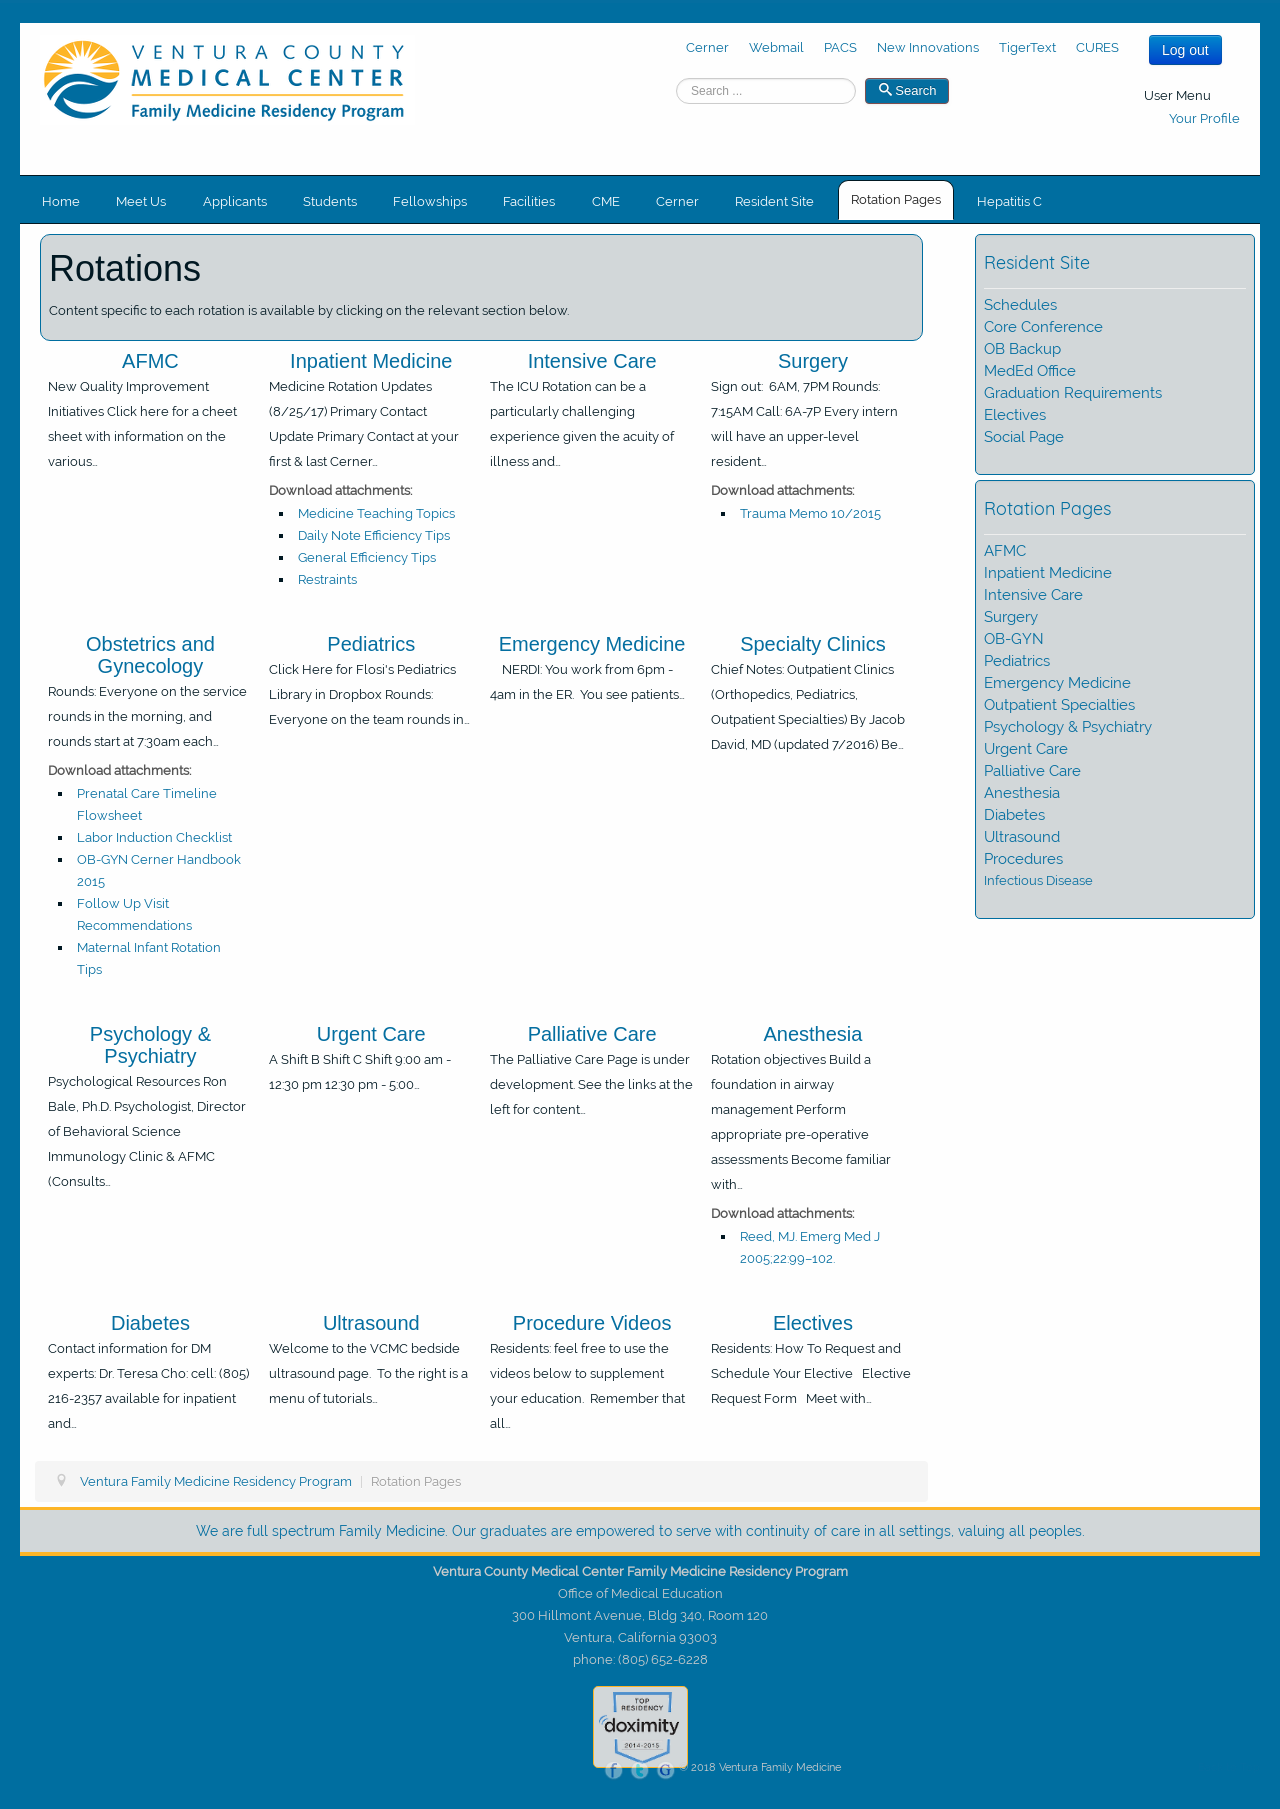 VENTURA COUNTY
MEDICAL CENTER
Family Medicine Residency Program
Cerner Webmail PACS New Innovations TigerText CURES
Log out
Search ...
Search
User Menu
Your Profile
Home Meet Us Applicants Students Fellowships Facilities CME Cerner Resident Site Rotation Pages Hepatitis C
Rotations
Content specific to each rotation is available by clicking on the relevant section below.
AFMC
New Quality Improvement
Initiatives Click here for a cheet
sheet with information on the
various...
Inpatient Medicine
Medicine Rotation Updates
(8/25/17) Primary Contact
Update Primary Contact at your
first & last Cerner...
Download attachments:
Medicine Teaching Topics
Daily Note Efficiency Tips
General Efficiency Tips
Restraints
Intensive Care
The ICU Rotation can be a
particularly challenging
experience given the acuity of
illness and...
Surgery
Sign out: 6AM, 7PM Rounds:
7:15AM Call: 6A-7P Every intern
will have an upper-level
resident...
Download attachments:
Trauma Memo 10/2015
Obstetrics and
Gynecology
Rounds: Everyone on the service
rounds in the morning, and
rounds start at 7:30am each...
Download attachments:
Prenatal Care Timeline
Flowsheet
Labor Induction Checklist
OB-GYN Cerner Handbook
2015
Follow Up Visit
Recommendations
Maternal Infant Rotation
Tips
Pediatrics
Click Here for Flosi's Pediatrics
Library in Dropbox Rounds:
Everyone on the team rounds in...
Emergency Medicine
NERDI: You work from 6pm -
4am in the ER. You see patients...
Specialty Clinics
Chief Notes: Outpatient Clinics
(Orthopedics, Pediatrics,
Outpatient Specialties) By Jacob
David, MD (updated 7/2016) Be...
Psychology &
Psychiatry
Psychological Resources Ron
Bale, Ph.D. Psychologist, Director
of Behavioral Science
Immunology Clinic & AFMC
(Consults...
Urgent Care
A Shift B Shift C Shift 9:00 am -
12:30 pm 12:30 pm - 5:00...
Palliative Care
The Palliative Care Page is under
development. See the links at the
left for content...
Anesthesia
Rotation objectives Build a
foundation in airway
management Perform
appropriate pre-operative
assessments Become familiar
with...
Download attachments:
Reed, MJ. Emerg Med J
2005;22:99–102.
Diabetes
Contact information for DM
experts: Dr. Teresa Cho: cell: (805)
216-2357 available for inpatient
and...
Ultrasound
Welcome to the VCMC bedside
ultrasound page. To the right is a
menu of tutorials...
Procedure Videos
Residents: feel free to use the
videos below to supplement
your education. Remember that
all...
Electives
Residents: How To Request and
Schedule Your Elective Elective
Request Form Meet with...
Resident Site
Schedules
Core Conference
OB Backup
MedEd Office
Graduation Requirements
Electives
Social Page
Rotation Pages
AFMC
Inpatient Medicine
Intensive Care
Surgery
OB-GYN
Pediatrics
Emergency Medicine
Outpatient Specialties
Psychology & Psychiatry
Urgent Care
Palliative Care
Anesthesia
Diabetes
Ultrasound
Procedures
Infectious Disease
Ventura Family Medicine Residency Program | Rotation Pages
We are full spectrum Family Medicine. Our graduates are empowered to serve with continuity of care in all settings, valuing all peoples.
Ventura County Medical Center Family Medicine Residency Program
Office of Medical Education
300 Hillmont Avenue, Bldg 340, Room 120
Ventura, California 93003
phone: (805) 652-6228
TOP
RESIDENCY
doximity
2014-2015
f t G © 2018 Ventura Family Medicine